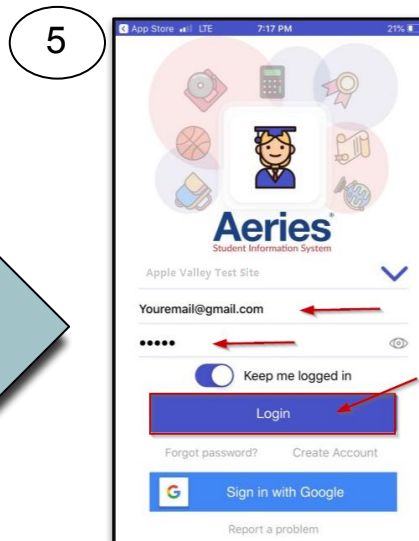 5
App Store LTE 7:17 PM 21%
Aeries
Student Information System
Apple Valley Test Site
Youremail@gmail.com
•••••
Keep me logged in
Login
Forgot password? Create Account
G Sign in with Google
Report a problem